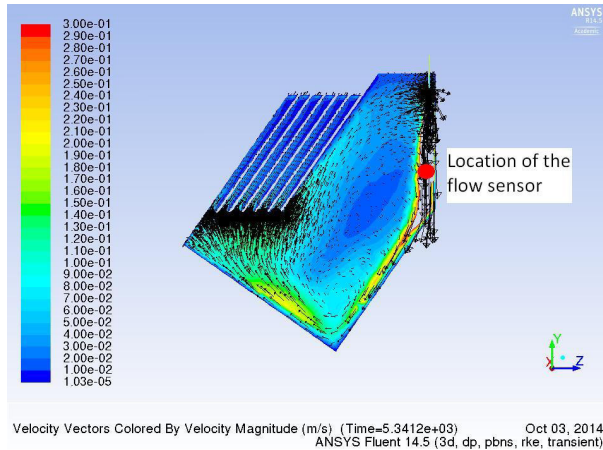 ANSYS
R14.5
Academic
3.00e-01
2.90e-01
2.80e-01
2.70e-01
2.60e-01
2.50e-01
2.40e-01
2.30e-01
2.20e-01
2.10e-01
2.00e-01
1.90e-01
1.80e-01
1.70e-01
1.60e-01
1.50e-01
1.40e-01
1.30e-01
1.20e-01
1.10e-01
1.00e-01
9.00e-02
8.00e-02
7.00e-02
6.00e-02
5.00e-02
4.00e-02
3.00e-02
2.00e-02
1.00e-02
1.03e-05
Location of the
flow sensor
Y
X Z
Velocity Vectors Colored By Velocity Magnitude (m/s) (Time=5.3412e+03) Oct 03, 2014
ANSYS Fluent 14.5 (3d, dp, pbns, rke, transient)